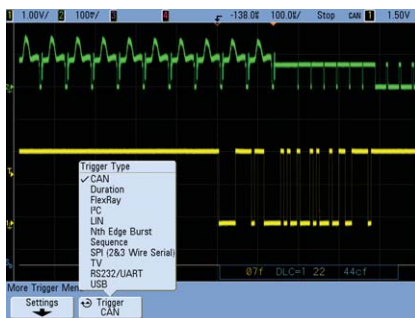 1 1.00V/ 2 100▿/ 3 4 -138.0▿ 100.0▿/ Stop CAN 1 1.50V
Trigger Type
✓ CAN
Duration
FlexRay
I²C
LIN
Nth Edge Burst
Sequence
SPI (2&3 Wire Serial)
TV
RS232/UART
USB
07f DLC=1 22 44cf
More Trigger Menu
Settings
Trigger
CAN